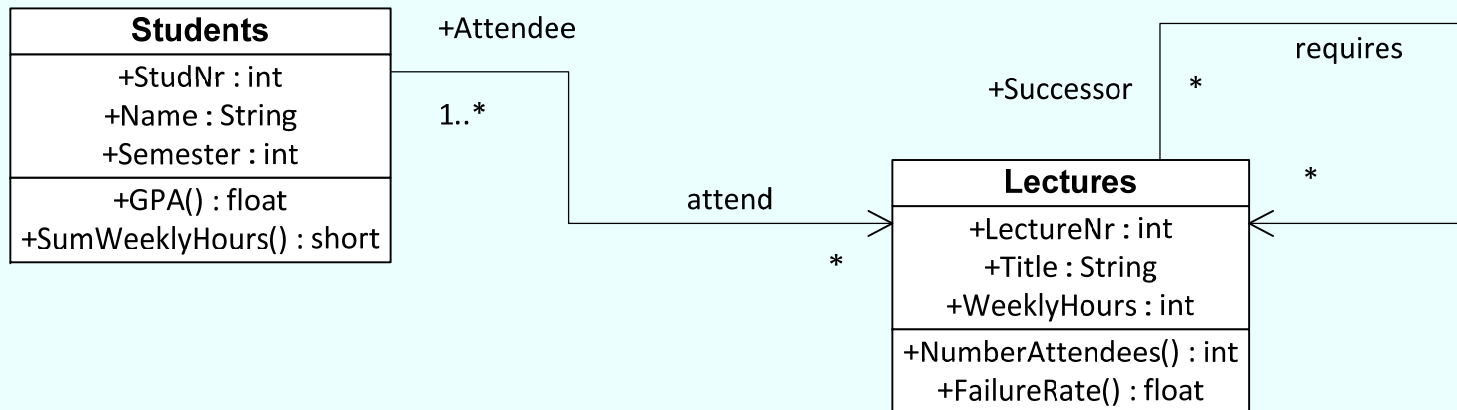 Students
+StudNr : int
+Name : String
+Semester : int
+GPA() : float
+SumWeeklyHours() : short
+Attendee
1..*
attend
*
+Successor
*
requires
*
Lectures
+LectureNr : int
+Title : String
+WeeklyHours : int
+NumberAttendees() : int
+FailureRate() : float